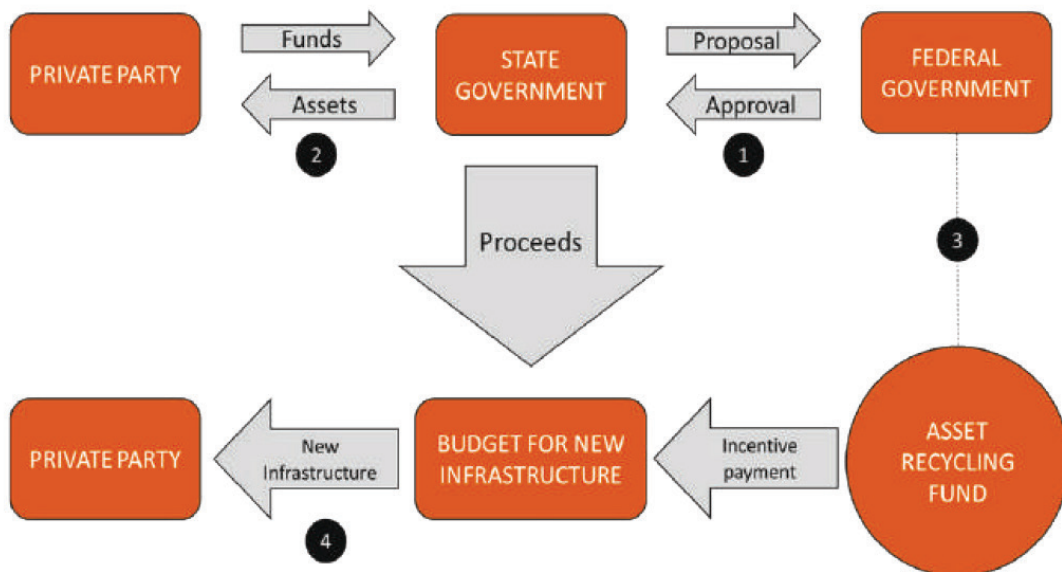 Funds
Proposal
PRIVATE PARTY
STATE
GOVERNMENT
FEDERAL
GOVERNMENT
Assets
Approval
2
1
Proceeds
3
PRIVATE PARTY
New
Infrastructure
BUDGET FOR NEW
INFRASTRUCTURE
Incentive
payment
ASSET
RECYCLING
FUND
4